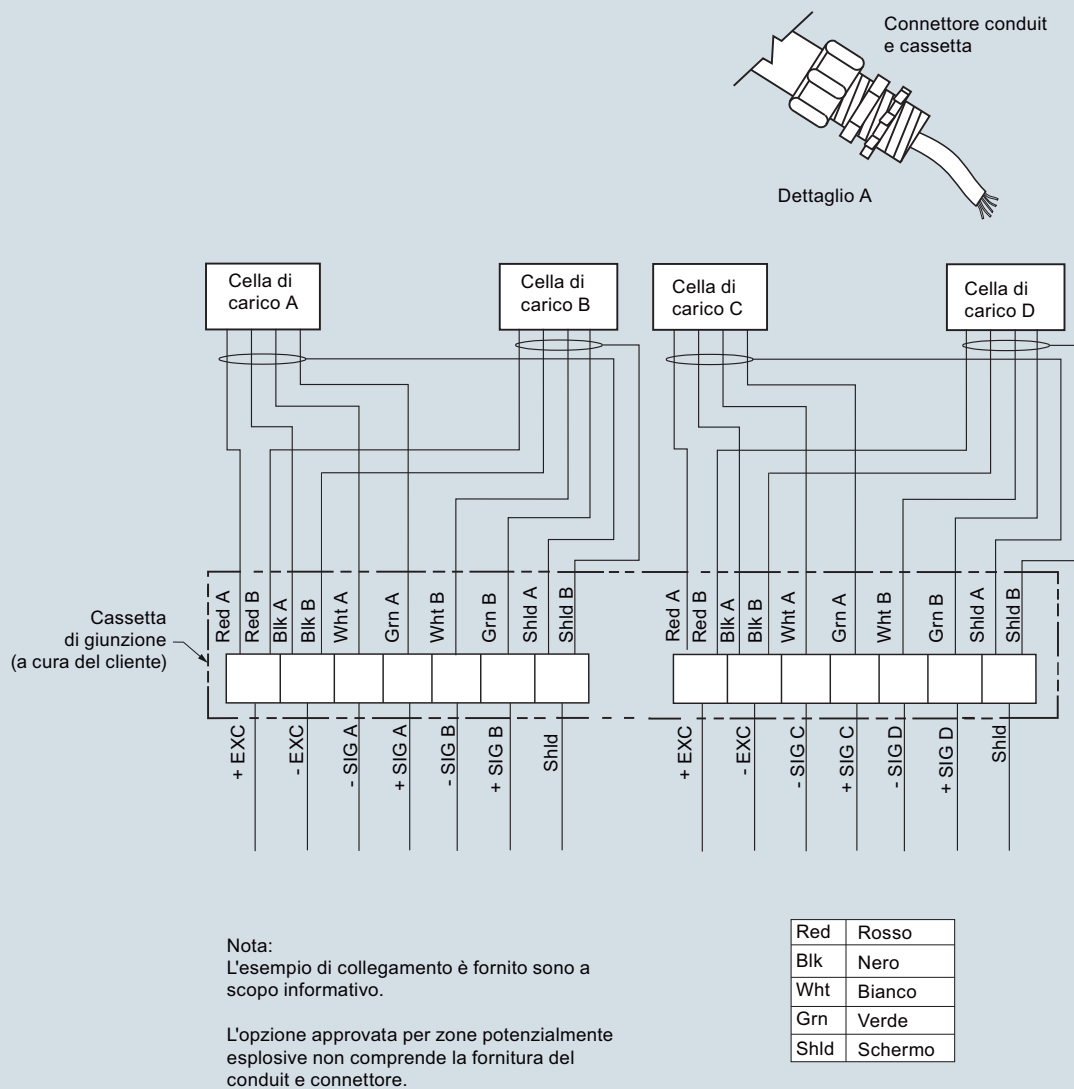 Connettore conduit
e cassetta
Dettaglio A
Cella di
carico A
Cella di
carico B
Cella di
carico C
Cella di
carico D
Cassetta
di giunzione
(a cura del cliente)
Red A
Red B
Blk A
Blk B
Wht A
Grn A
Wht B
Grn B
Shld A
Shld B
Red A
Red B
Blk A
Blk B
Wht A
Grn A
Wht B
Grn B
Shld A
Shld B
+ EXC
- EXC
- SIG A
+ SIG A
- SIG B
+ SIG B
Shld
+ EXC
- EXC
- SIG C
+ SIG C
- SIG D
+ SIG D
Shld
Nota:
L'esempio di collegamento è fornito sono a
scopo informativo.
L'opzione approvata per zone potenzialmente
esplosive non comprende la fornitura del
conduit e connettore.
Red Rosso
Blk Nero
Wht Bianco
Grn Verde
Shld Schermo